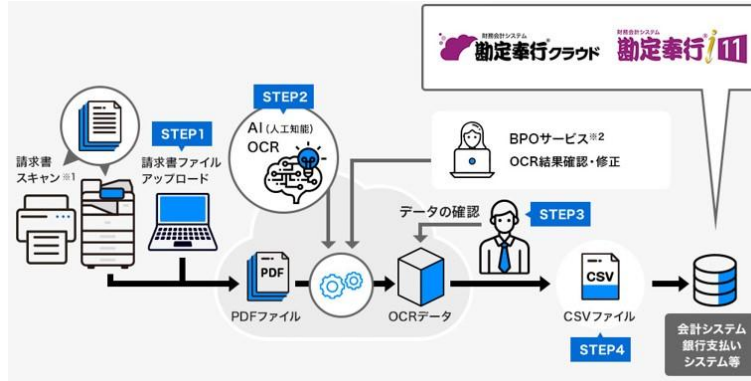 財務会計システム
勘定奉行クラウド
財務会計システム
勘定奉行i11
STEP2
AI(人工知能)
OCR
STEP1
請求書
スキャン※1
請求書ファイル
アップロード
BPOサービス※2
OCR結果確認・修正
データの確認
STEP3
PDF
CSV
PDFファイル
OCRデータ
CSVファイル
STEP4
会計システム
銀行支払い
システム等